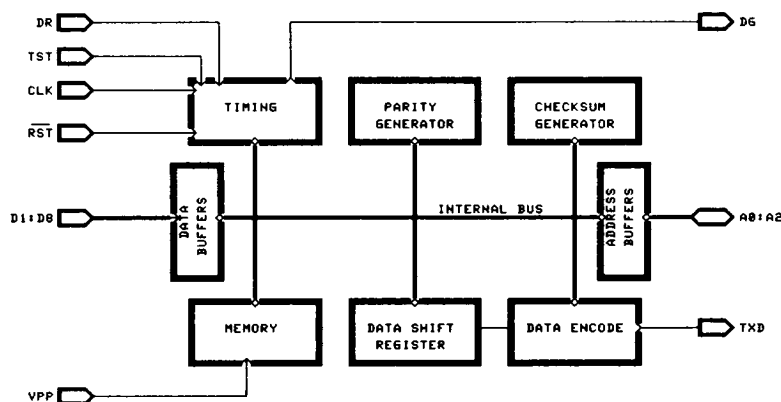 DR
DG
TST
CLK
RST
TIMING
PARITY
GENERATOR
CHECKSUM
GENERATOR
D1:D8
DATA
BUFFERS
INTERNAL BUS
ADDRESS
BUFFERS
A0:A2
MEMORY
DATA SHIFT
REGISTER
DATA ENCODE
TXD
VPP